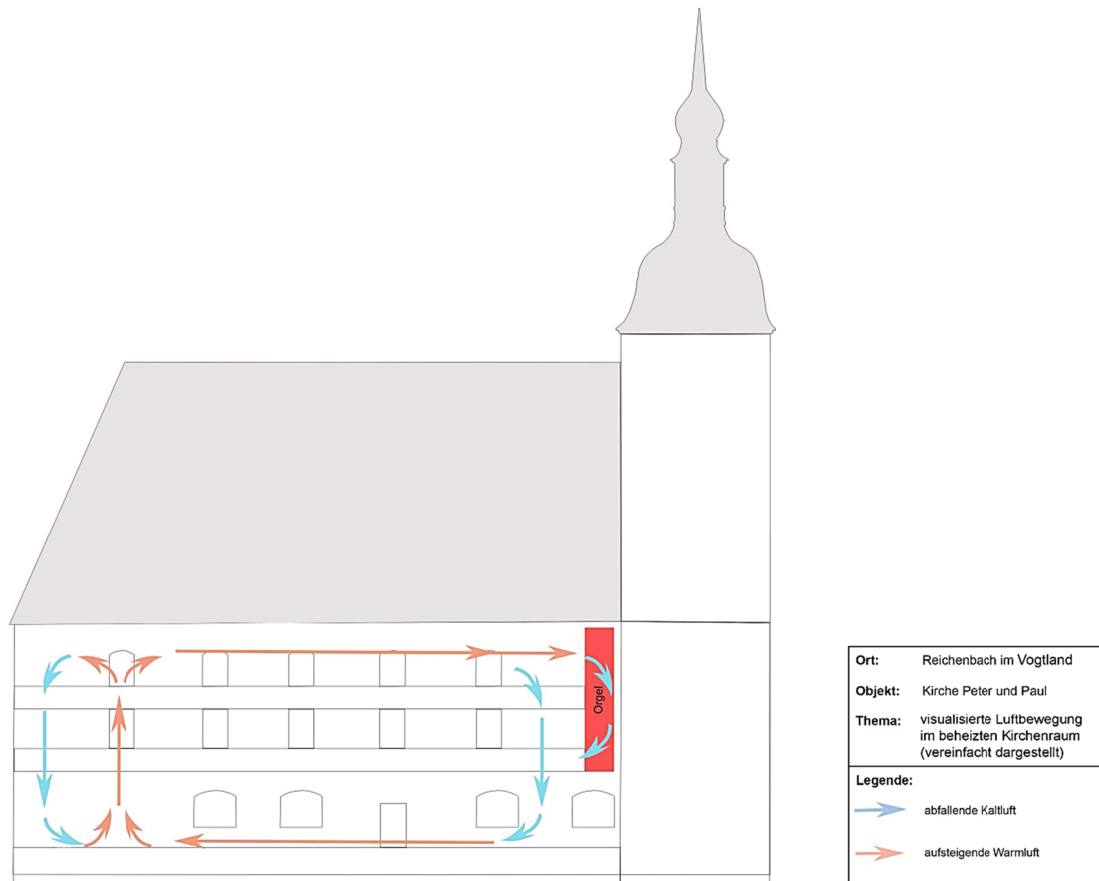 Orgel
Ort: Reichenbach im Vogtland
Objekt: Kirche Peter und Paul
Thema: visualisierte Luftbewegung
im beheizten Kirchenraum
(vereinfacht dargestellt)
Legende:
abfallende Kaltluft
aufsteigende Warmluft